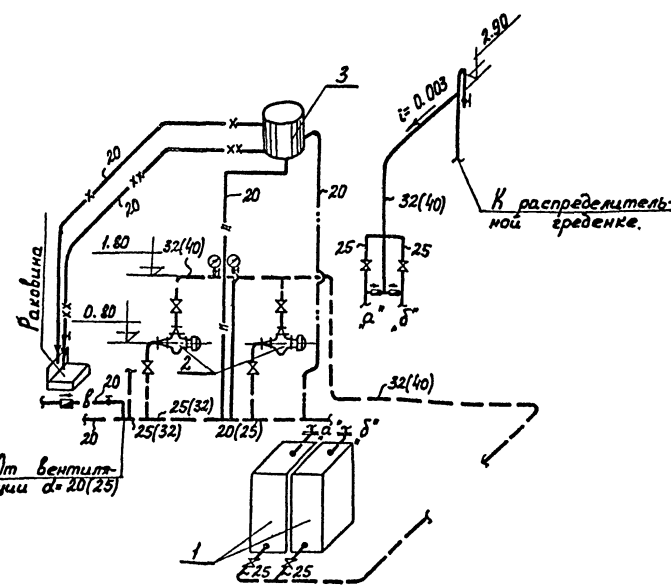 2.90
3
i=0.003
20
20
20
20
32(40)
К распределитель-
ной гребенке.
1.80
32(40)
25
25
Раковина
0.80
„а"
„б"
2
20
в
32(40)
20
25(32)
25(32)
20(25)
„а"
„б"
От вентиля-
ции d=20(25)
1
25
25